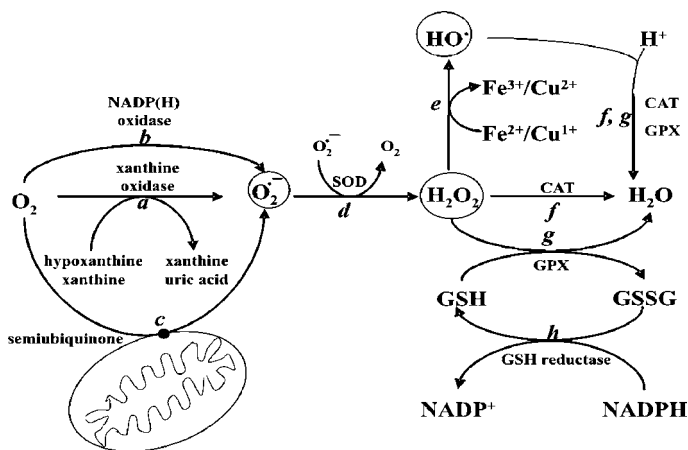 HO•
H⁺
NADP(H)
oxidase
b
e
Fe³⁺/Cu²⁺
Fe²⁺/Cu¹⁺
f, g
CAT
GPX
xanthine
oxidase
a
O₂
O₂•⁻
O₂•⁻
O₂
SOD
d
H₂O₂
CAT
f
H₂O
hypoxanthine
xanthine
xanthine
uric acid
g
GPX
GSH
GSSG
semiubiquinone
c
h
GSH reductase
NADP⁺
NADPH